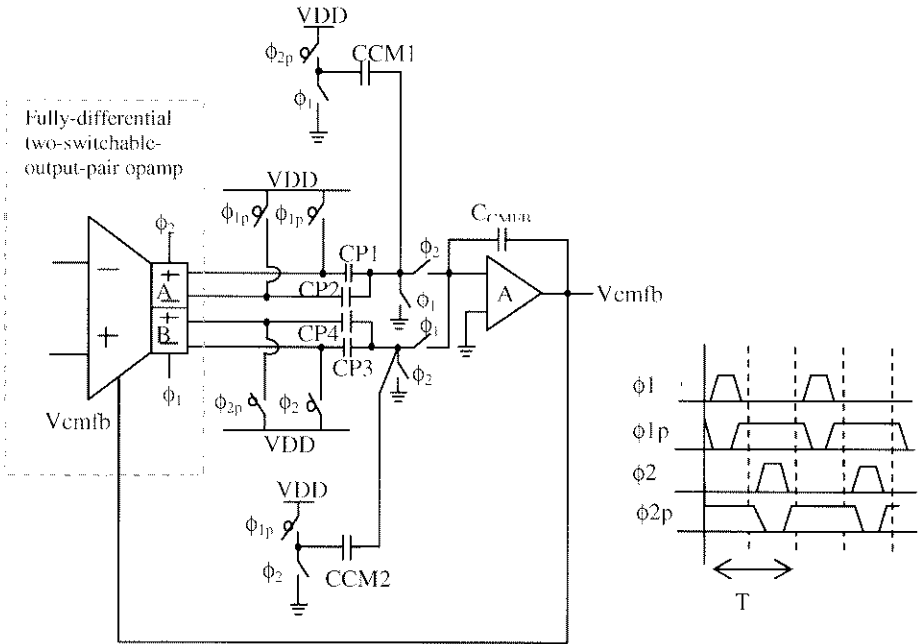 VDD
ϕ2p
CCM1
ϕ1
Fully-differential
two-switchable-
output-pair opamp
VDD
ϕ1p
ϕ1p
CCMFB
ϕ2
CP1
ϕ2
−
+
A
−
CP2
ϕ1
A
Vcmfb
+
+
B
−
CP4
ϕ1
CP3
ϕ2
ϕ1
Vcmfb
ϕ2p
ϕ2
VDD
VDD
ϕ1p
ϕ2
CCM2
ϕ1
ϕ1p
ϕ2
ϕ2p
T